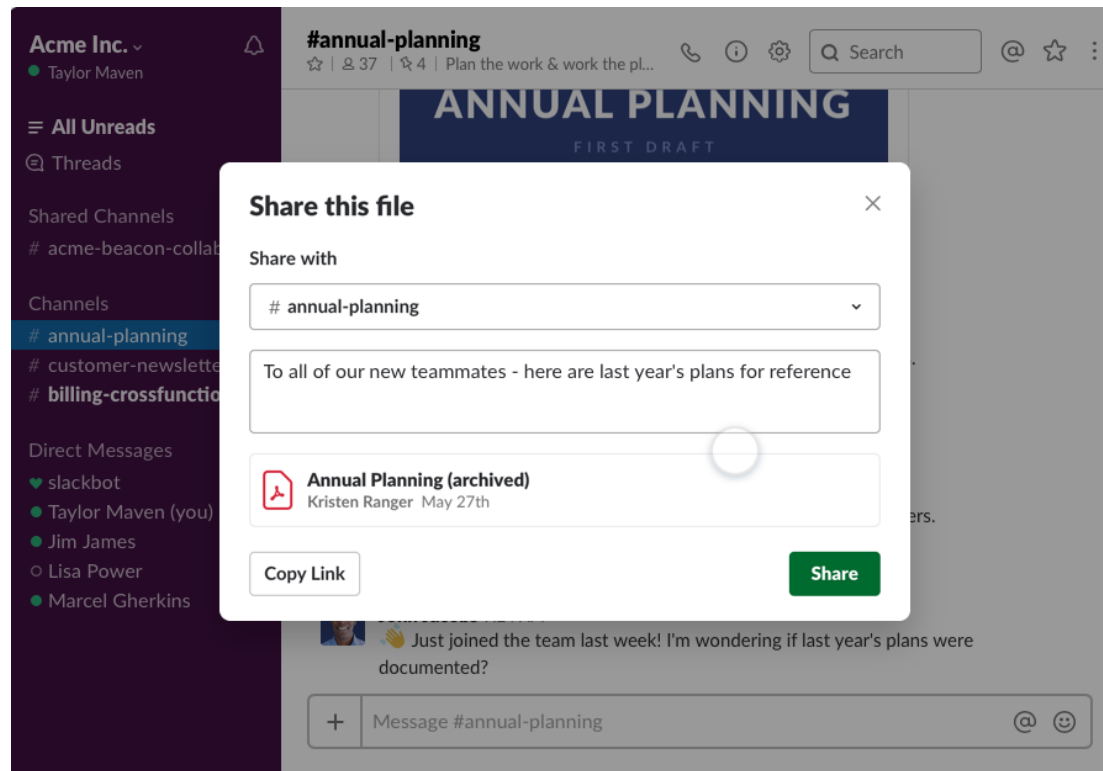 Acme Inc.
Taylor Maven
All Unreads
Threads
Shared Channels
# acme-beacon-collab
Channels
# annual-planning
# customer-newslette
# billing-crossfunctio
Direct Messages
slackbot
Taylor Maven (you)
Jim James
Lisa Power
Marcel Gherkins
#annual-planning
37 | 4 | Plan the work & work the pl...
Search
ANNUAL PLANNING
FIRST DRAFT
Share this file
Share with
# annual-planning
To all of our new teammates - here are last year's plans for reference
Annual Planning (archived)
Kristen Ranger May 27th
Copy Link
Share
ers.
👋 Just joined the team last week! I'm wondering if last year's plans were
documented?
Message #annual-planning